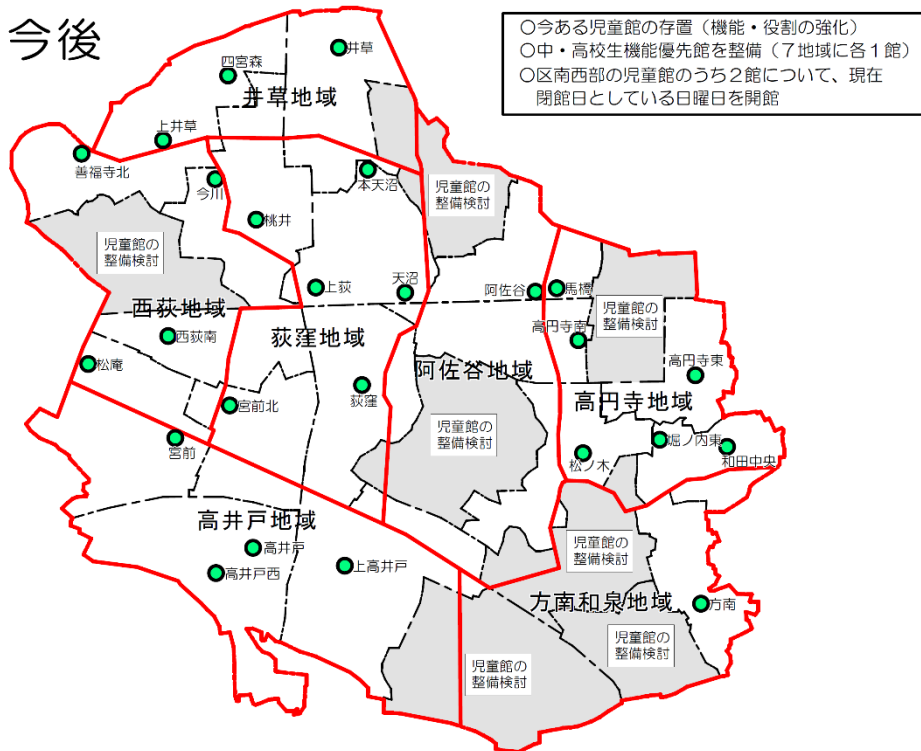 今後
○今ある児童館の存置（機能・役割の強化）
○中・高校生機能優先館を整備（７地域に各１館）
○区南西部の児童館のうち２館について、現在
閉館日としている日曜日を開館
井草
四宮森
井草地域
上井草
善福寺北
今川
本天沼
児童館の
整備検討
桃井
児童館の
整備検討
上荻
天沼
阿佐谷
馬橋
西荻地域
児童館の
整備検討
西荻南
荻窪地域
高円寺南
松庵
阿佐谷地域
高円寺東
荻窪
高円寺地域
宮前北
児童館の
整備検討
宮前
堀ノ内東
松ノ木
和田中央
高井戸地域
高井戸
児童館の
整備検討
高井戸西
上高井戸
方南和泉地域
方南
児童館の
整備検討
児童館の
整備検討